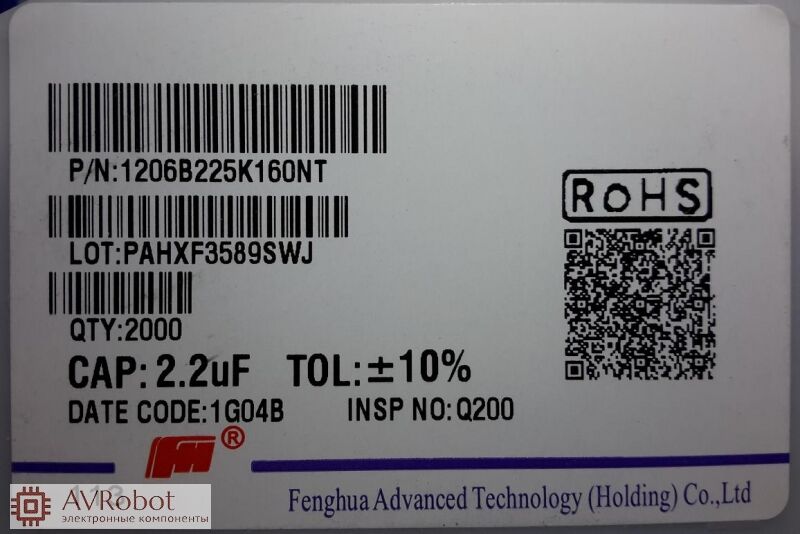 P/N:1206B225K160NT
RoHS
LOT:PAHXF3589SWJ
QTY:2000
CAP:2.2uF TOL:±10%
DATE CODE:1G04B INSP NO:Q200
®
Fenghua Advanced Technology (Holding) Co.,Ltd
AVRobot
электронные компоненты